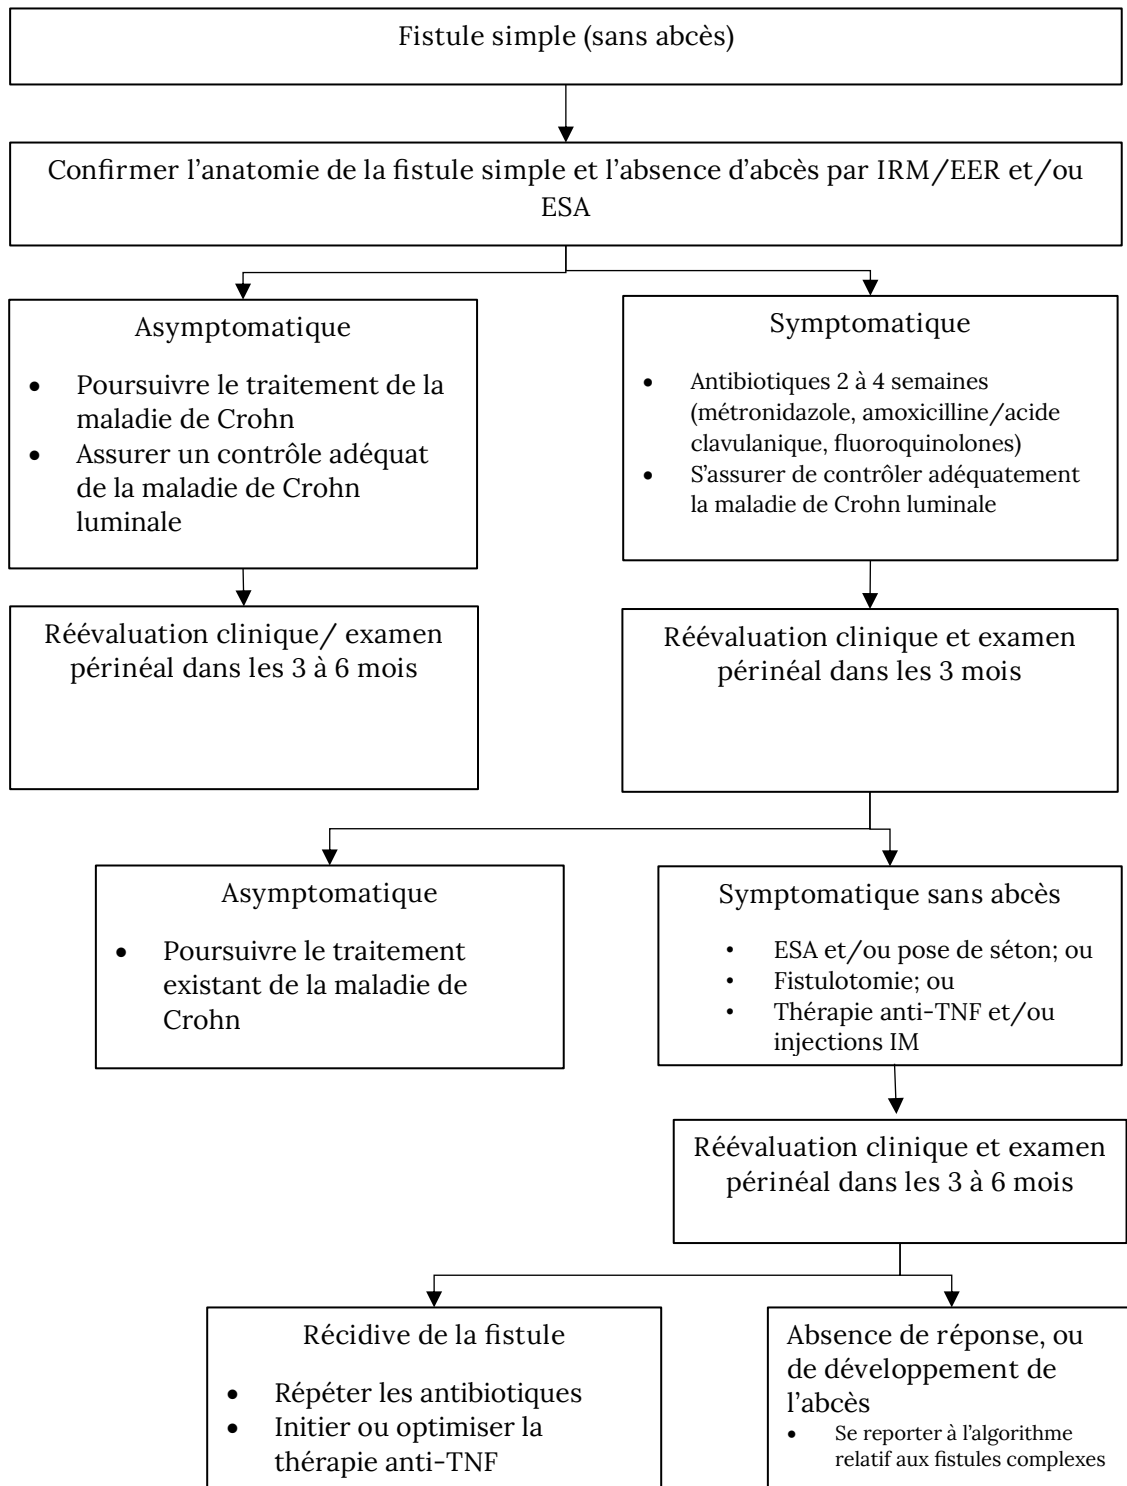 Fistule simple (sans abcès)
Confirmer l’anatomie de la fistule simple et l’absence d’abcès par IRM/EER et/ou
ESA
Asymptomatique
• Poursuivre le traitement de la
maladie de Crohn
• Assurer un contrôle adéquat
de la maladie de Crohn
luminale
Symptomatique
• Antibiotiques 2 à 4 semaines
(métronidazole, amoxicilline/acide
clavulanique, fluoroquinolones)
• S’assurer de contrôler adéquatement
la maladie de Crohn luminale
Réévaluation clinique/ examen
périnéal dans les 3 à 6 mois
Réévaluation clinique et examen
périnéal dans les 3 mois
Asymptomatique
• Poursuivre le traitement
existant de la maladie de
Crohn
Symptomatique sans abcès
• ESA et/ou pose de séton; ou
• Fistulotomie; ou
• Thérapie anti-TNF et/ou
injections IM
Réévaluation clinique et examen
périnéal dans les 3 à 6 mois
Récidive de la fistule
• Répéter les antibiotiques
• Initier ou optimiser la
thérapie anti-TNF
Absence de réponse, ou
de développement de
l’abcès
• Se reporter à l’algorithme
relatif aux fistules complexes